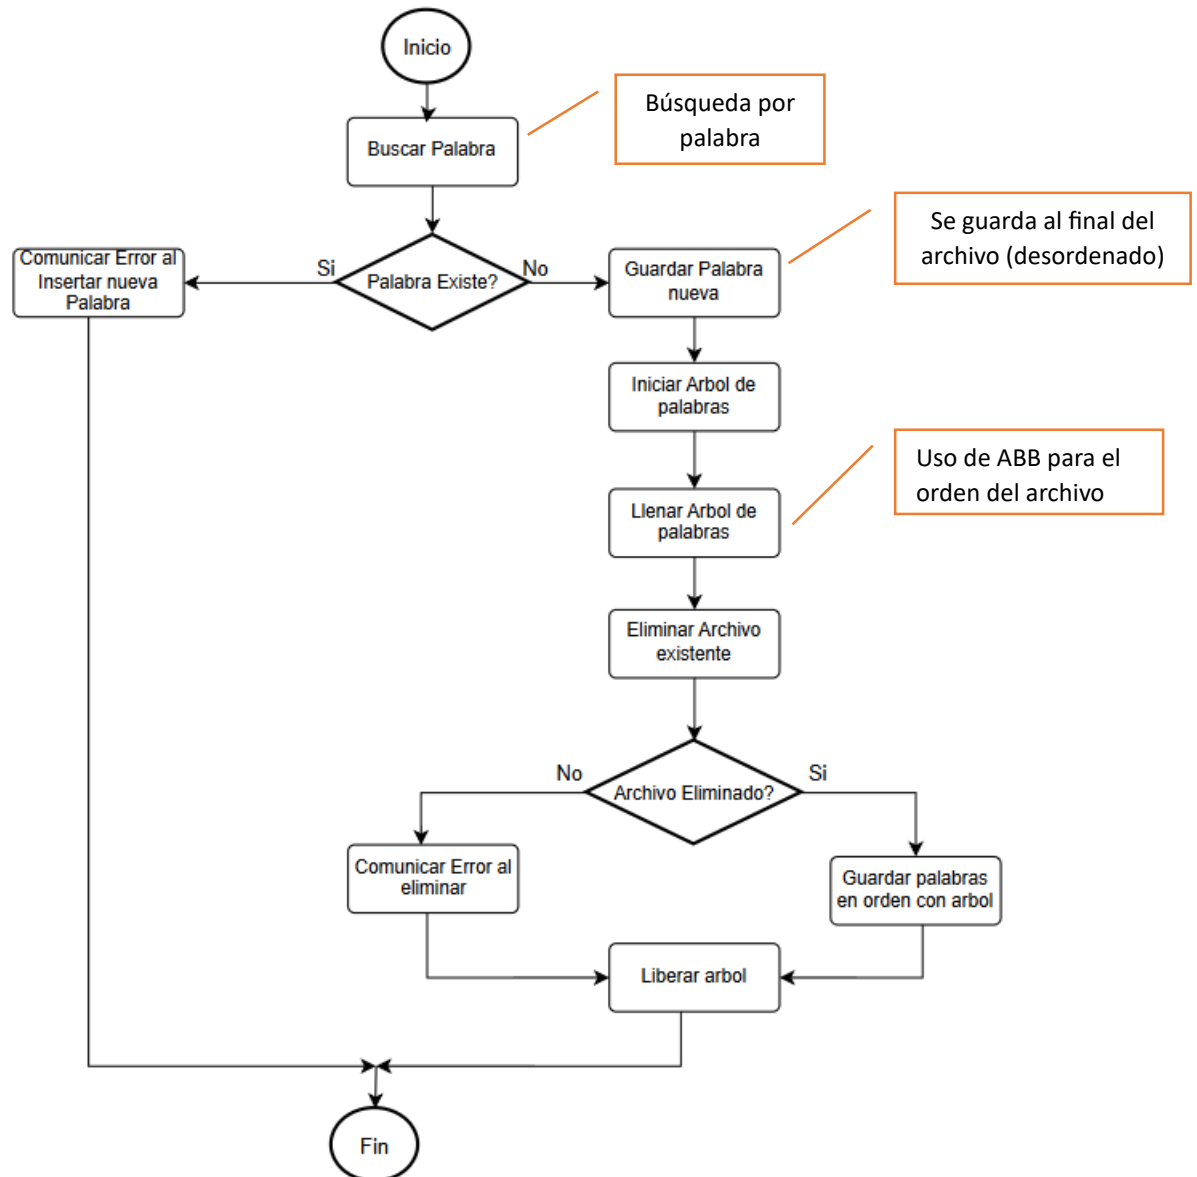 Inicio
Búsqueda por
palabra
Buscar Palabra
Se guarda al final del
archivo (desordenado)
Comunicar Error al
Insertar nueva
Palabra
Si
Palabra Existe?
No
Guardar Palabra
nueva
Iniciar Arbol de
palabras
Uso de ABB para el
orden del archivo
Llenar Arbol de
palabras
Eliminar Archivo
existente
No
Archivo Eliminado?
Si
Comunicar Error al
eliminar
Guardar palabras
en orden con arbol
Liberar arbol
Fin